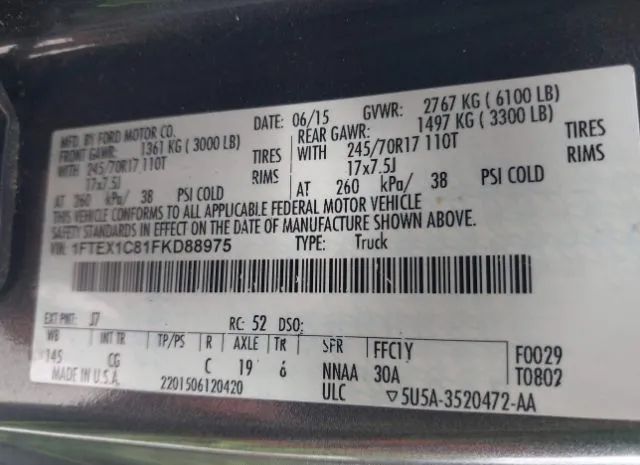 MFD. BY FORD MOTOR CO.
DATE: 06/15 GVWR: 2767 KG ( 6100 LB)
FRONT GAWR: 1361 KG ( 3000 LB) REAR GAWR: 1497 KG ( 3300 LB)
WITH 245/70R17 110T TIRES WITH 245/70R17 110T TIRES
17x7.5J RIMS 17x7.5J RIMS
AT 260 kPa/ 38 PSI COLD AT 260 kPa/ 38 PSI COLD
THIS VEHICLE CONFORMS TO ALL APPLICABLE FEDERAL MOTOR VEHICLE
SAFETY STANDARDS IN EFFECT ON THE DATE OF MANUFACTURE SHOWN ABOVE.
VIN: 1FTEX1C81FKD88975 TYPE: Truck
EXT PNT: J7 RC: 52 DSO:
WB INT TR TP/PS R AXLE TR SPR FFC1Y F0029
145 CG C 19 6 NNAA 30A T0802
MADE IN U.S.A. 2201506120420 ULC ▽5U5A-3520472-AA